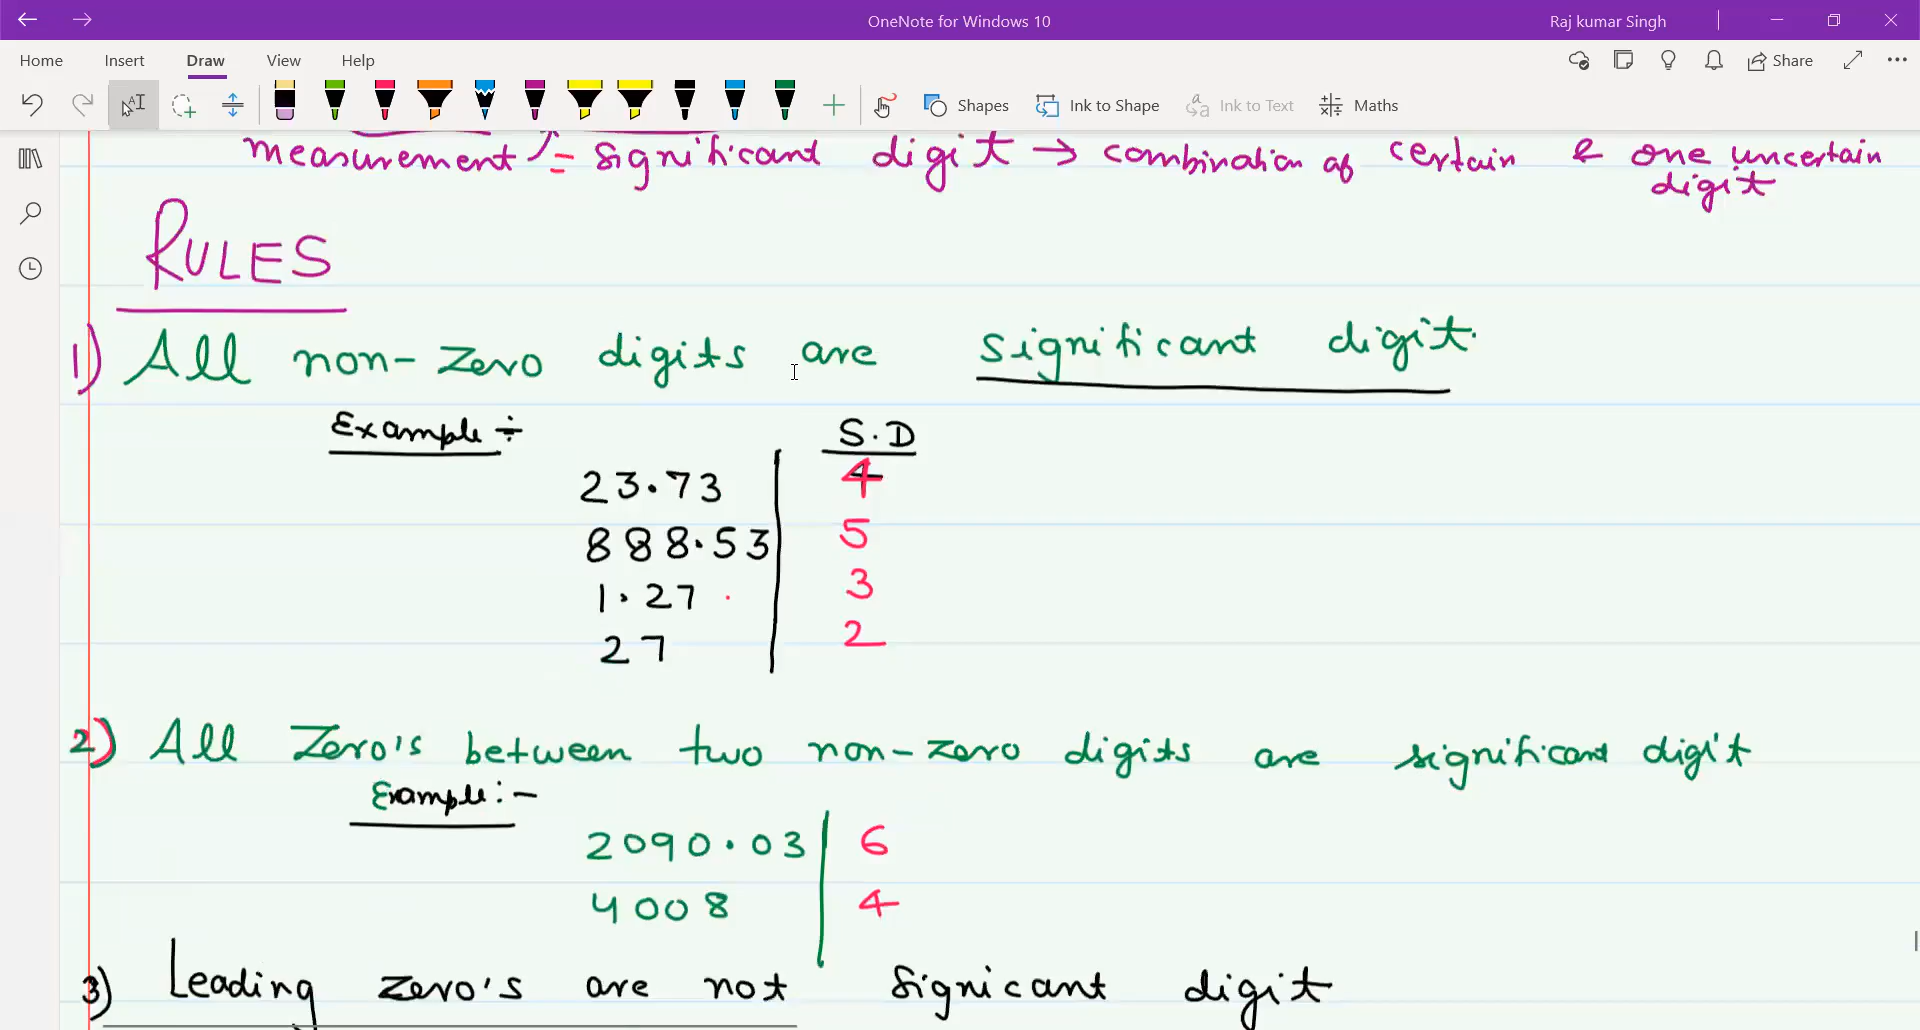 OneNote for Windows 10
Raj kumar Singh
Home Insert Draw View Help
Share
Shapes Ink to Shape Ink to Text Maths
measurement = significant digit → combination of certain & one uncertain
digit
RULES
1) All non-zero digits are significant digit.
Example ÷ S.D
23.73 4
888.53 5
1.27 3
27 2
2) All Zero's between two non-zero digits are significant digit
Example :-
2090.03 6
4008 4
3) Leading zero's are not Signicant digit